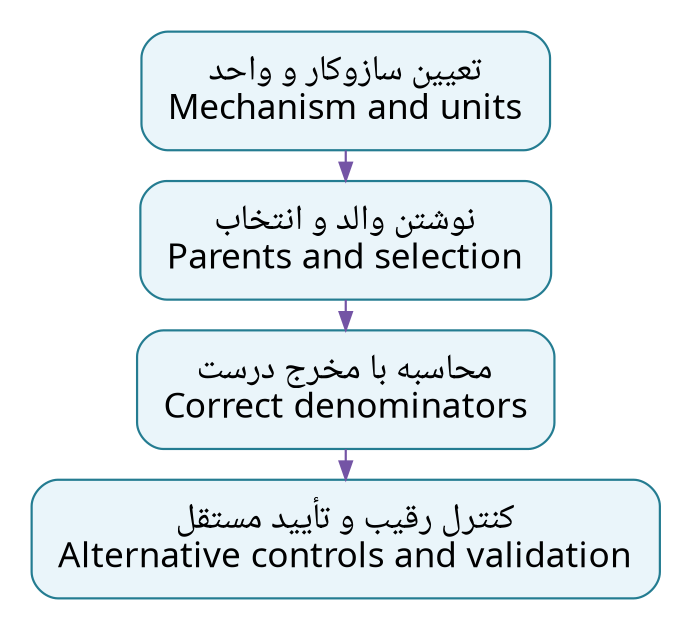 تعیین سازوکار و واحد
Mechanism and units
نوشتن والد و انتخاب
Parents and selection
محاسبه با مخرج درست
Correct denominators
کنترل رقیب و تأیید مستقل
Alternative controls and validation